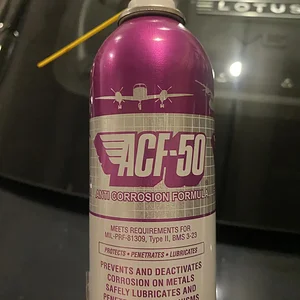 LOTUS
ACF-50
ANTI CORROSION FORMULA
MEETS REQUIREMENTS FOR
MIL-PRF-81309, Type II, BMS 3-23
PROTECTS • PENETRATES • LUBRICATES
PREVENTS AND DEACTIVATES
CORROSION ON METALS
SAFELY LUBRICATES AND